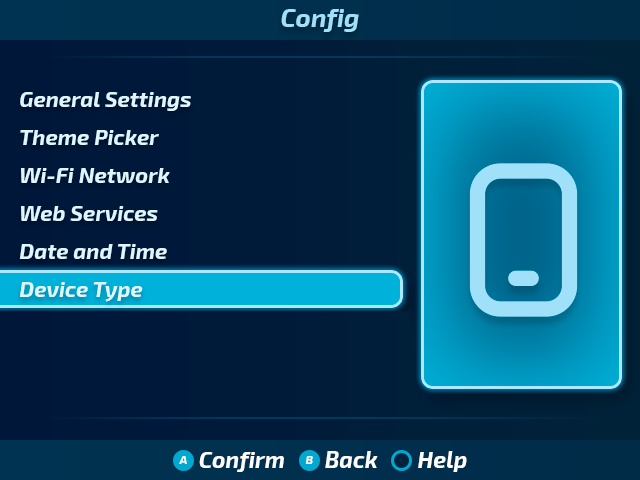 Config
General Settings
Theme Picker
Wi-Fi Network
Web Services
Date and Time
Device Type
A Confirm B Back Help